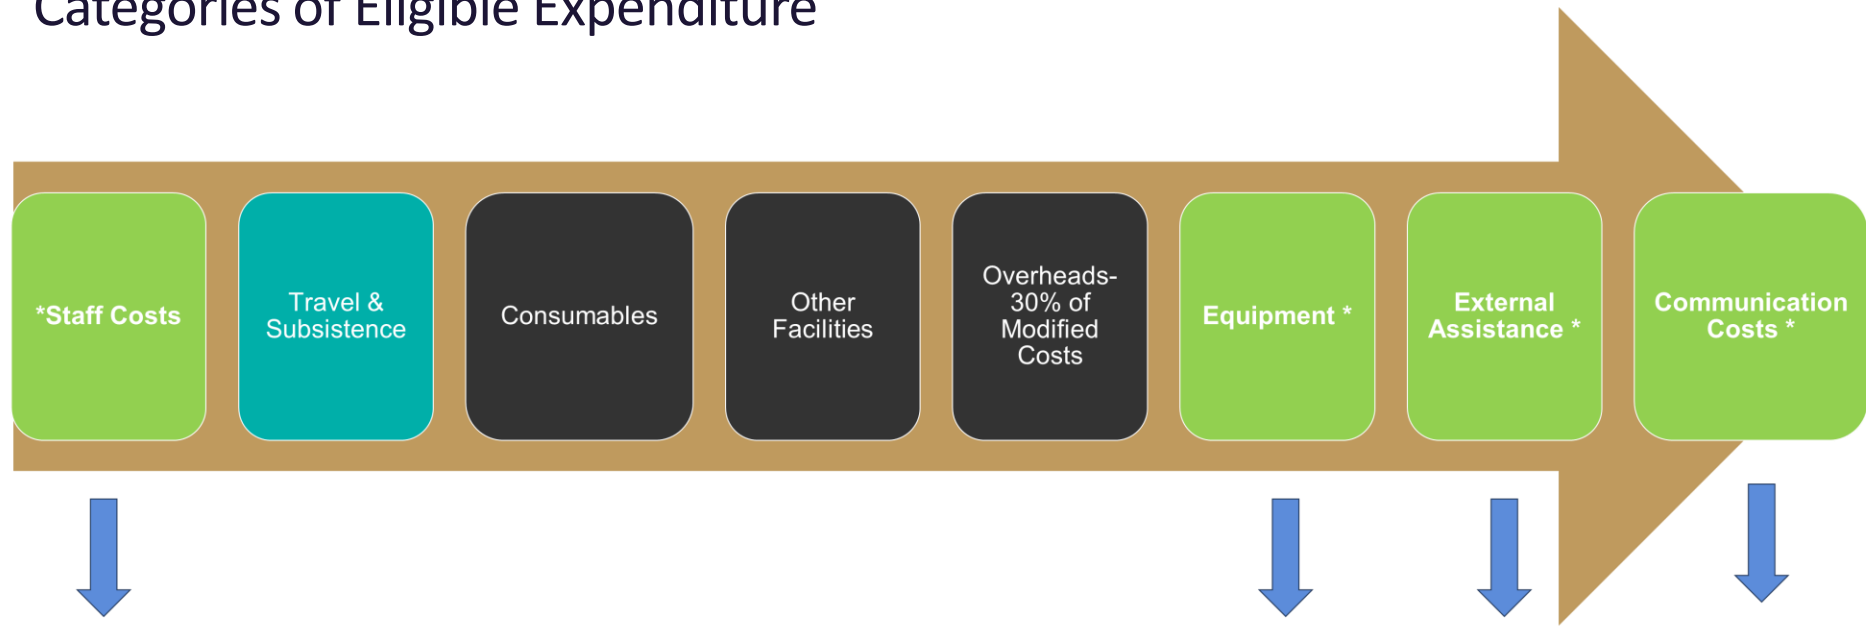 Categories of Eligible Expenditure
*Staff Costs
Travel &
Subsistence
Consumables
Other
Facilities
Overheads-
30% of
Modified
Costs
Equipment *
External
Assistance *
Communication
Costs *